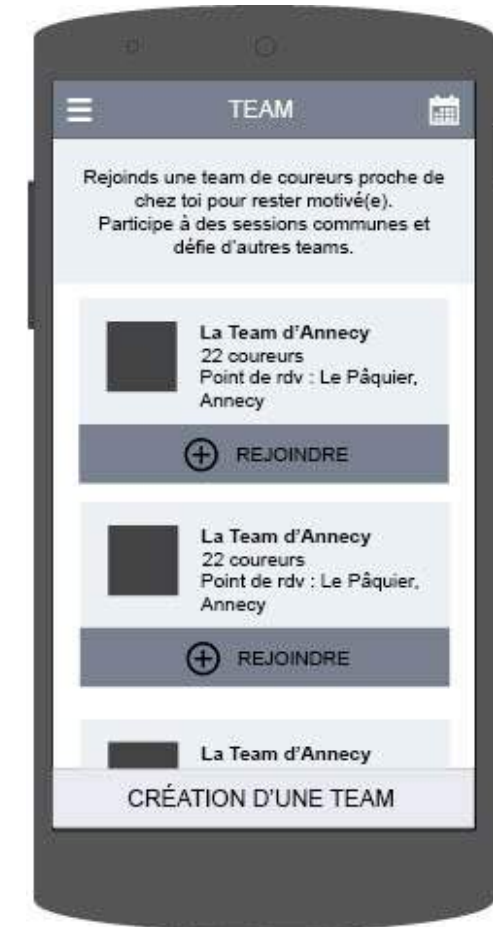 TEAM
Rejoinds une team de coureurs proche de
chez toi pour rester motivé(e).
Participe à des sessions communes et
défie d'autres teams.
La Team d'Annecy
22 coureurs
Point de rdv : Le Pâquier,
Annecy
REJOINDRE
La Team d'Annecy
22 coureurs
Point de rdv : Le Pâquier,
Annecy
REJOINDRE
La Team d'Annecy
CRÉATION D'UNE TEAM